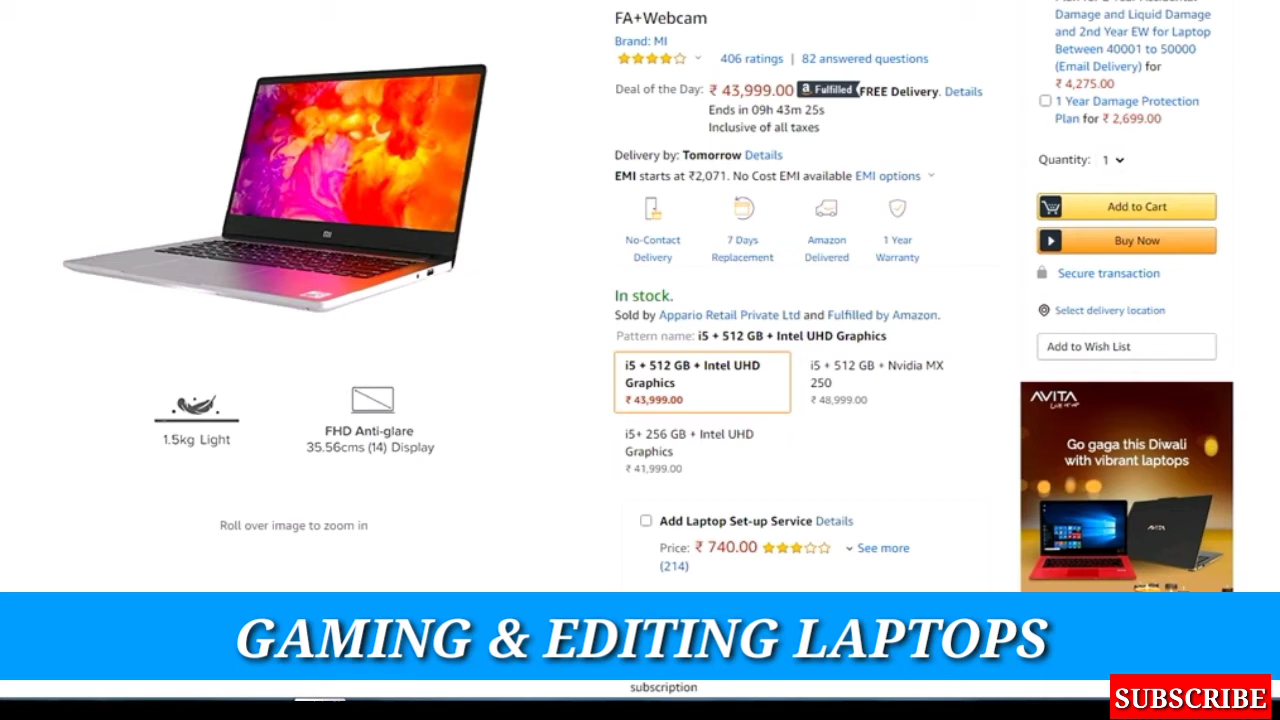 FA+Webcam
Brand: MI
406 ratings | 82 answered questions
Deal of the Day: ₹ 43,999.00 a Fulfilled FREE Delivery. Details
Ends in 09h 43m 25s
Inclusive of all taxes
Delivery by: Tomorrow Details
EMI starts at ₹2,071. No Cost EMI available EMI options
No-Contact Delivery
7 Days Replacement
Amazon Delivered
1 Year Warranty
In stock.
Sold by Appario Retail Private Ltd and Fulfilled by Amazon.
Pattern name: i5 + 512 GB + Intel UHD Graphics
i5 + 512 GB + Intel UHD
Graphics
₹ 43,999.00
i5 + 512 GB + Nvidia MX
250
₹ 48,999.00
i5+ 256 GB + Intel UHD
Graphics
₹ 41,999.00
Add Laptop Set-up Service Details
Price: ₹ 740.00 See more
(214)
mi
1.5kg Light
FHD Anti-glare
35.56cms (14) Display
Roll over image to zoom in
Damage and Liquid Damage
and 2nd Year EW for Laptop
Between 40001 to 50000
(Email Delivery) for
₹ 4,275.00
1 Year Damage Protection
Plan for ₹ 2,699.00
Quantity: 1
Add to Cart
Buy Now
Secure transaction
Select delivery location
Add to Wish List
AVITA
Go gaga this Diwali
with vibrant laptops
AVITA
GAMING & EDITING LAPTOPS
subscription
SUBSCRIBE